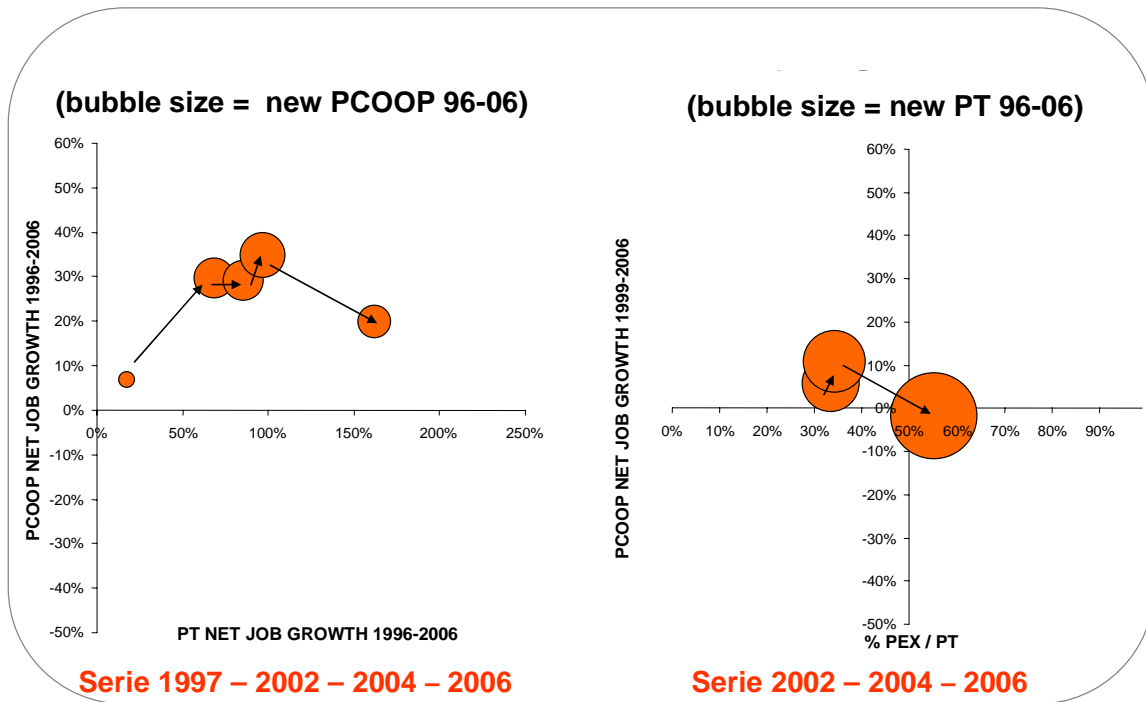 (bubble size = new PCOOP 96-06)
60%
50%
40%
30%
20%
10%
0%
-10%
-20%
-30%
-40%
-50%
0% 50% 100% 150% 200% 250%
PCOOP NET JOB GROWTH 1996-2006
PT NET JOB GROWTH 1996-2006
Serie 1997 – 2002 – 2004 – 2006
(bubble size = new PT 96-06)
60%
50%
40%
30%
20%
10%
0%
-10%
-20%
-30%
-40%
-50%
0% 10% 20% 30% 40% 50% 60% 70% 80% 90%
PCOOP NET JOB GROWTH 1999-2006
% PEX / PT
Serie 2002 – 2004 – 2006